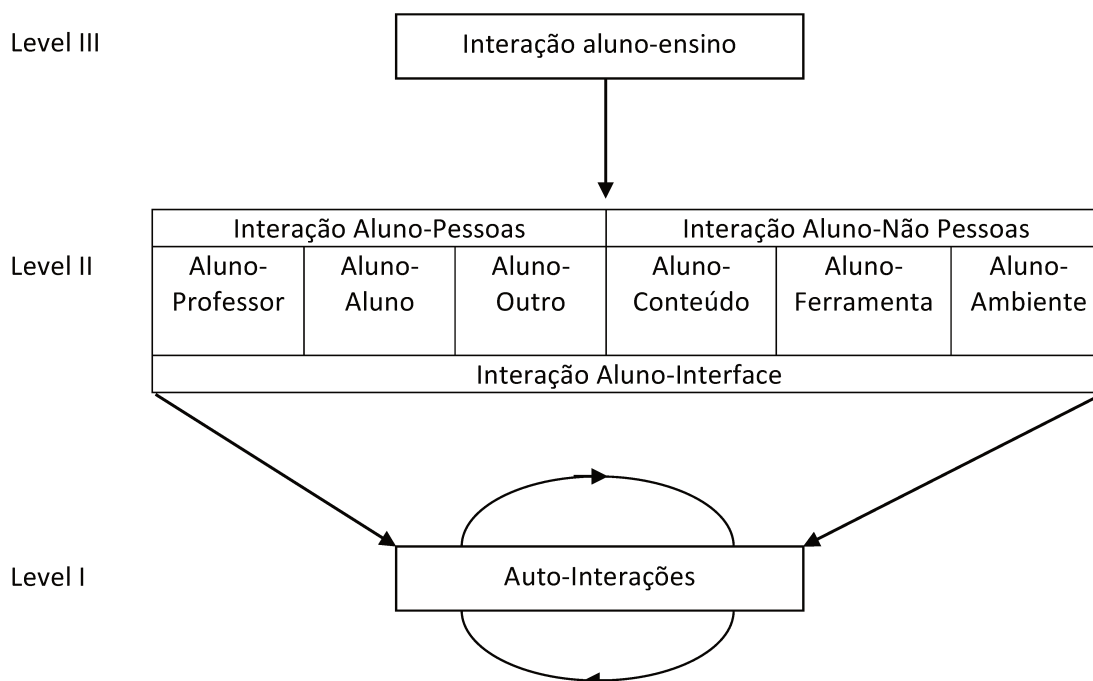 Level III
Interação aluno-ensino
Interação Aluno-Pessoas
Interação Aluno-Não Pessoas
Level II
Aluno-
Professor
Aluno-
Aluno
Aluno-
Outro
Aluno-
Conteúdo
Aluno-
Ferramenta
Aluno-
Ambiente
Interação Aluno-Interface
Level I
Auto-Interações